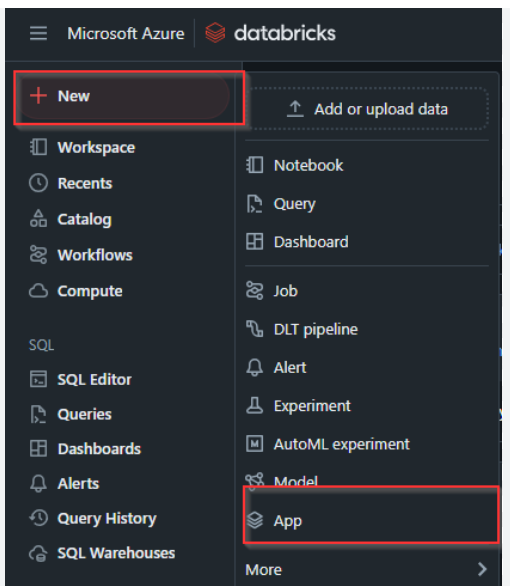 Microsoft Azure databricks
New
Workspace
Recents
Catalog
Workflows
Compute
SQL
SQL Editor
Queries
Dashboards
Alerts
Query History
SQL Warehouses
Add or upload data
Notebook
Query
Dashboard
Job
DLT pipeline
Alert
Experiment
AutoML experiment
Model
App
More